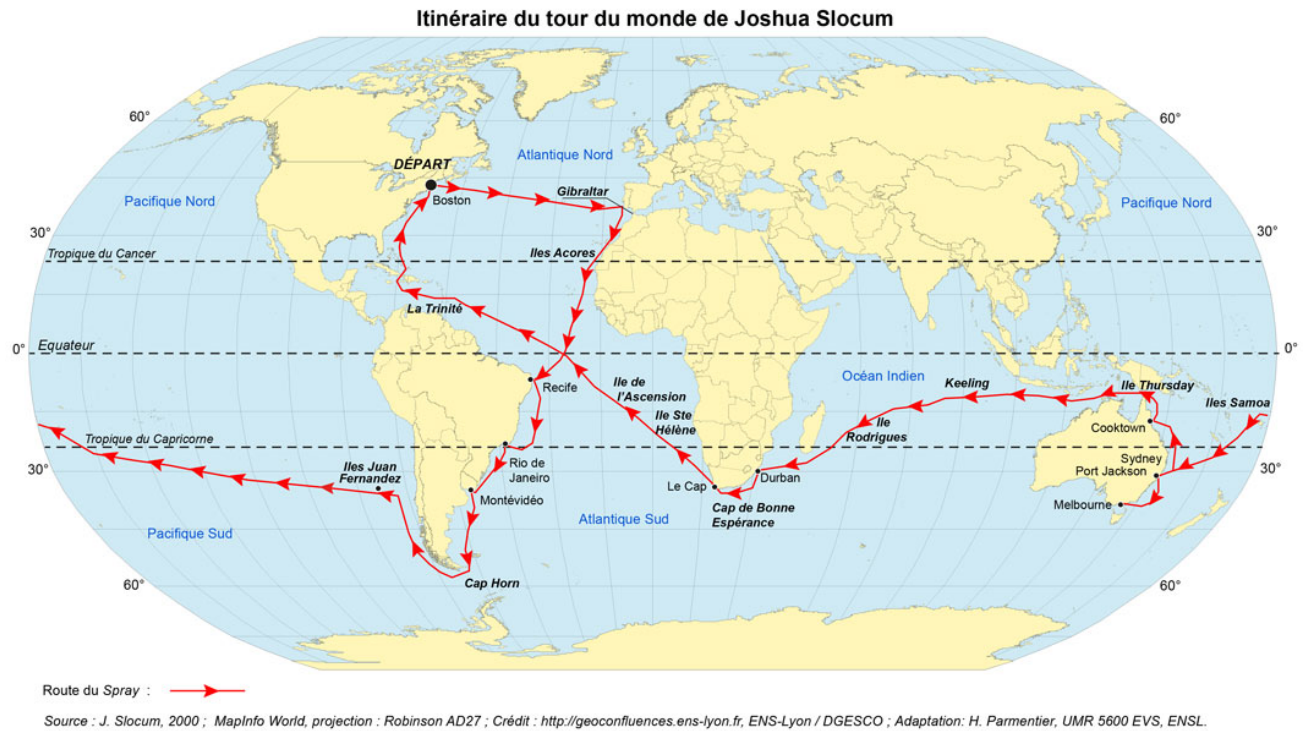 Itinéraire du tour du monde de Joshua Slocum
60°
60°
DÉPART
Atlantique Nord
Boston
Gibraltar
Pacifique Nord
Pacifique Nord
30°
30°
Tropique du Cancer
Iles Acores
La Trinité
0°
Equateur
0°
Recife
Ile de
l'Ascension
Océan Indien
Keeling
Ile Thursday
Iles Samoa
Ile Ste
Hélène
Ile
Rodrigues
Cooktown
Tropique du Capricorne
30°
Iles Juan
Fernandez
Rio de
Janeiro
Montévidéo
Le Cap
Durban
Sydney
Port Jackson
30°
Melbourne
Cap de Bonne
Espérance
Pacifique Sud
Atlantique Sud
Cap Horn
60°
60°
Route du Spray :
Source : J. Slocum, 2000 ; MapInfo World, projection : Robinson AD27 ; Crédit : http://geoconfluences.ens-lyon.fr, ENS-Lyon / DGESCO ; Adaptation: H. Parmentier, UMR 5600 EVS, ENSL.